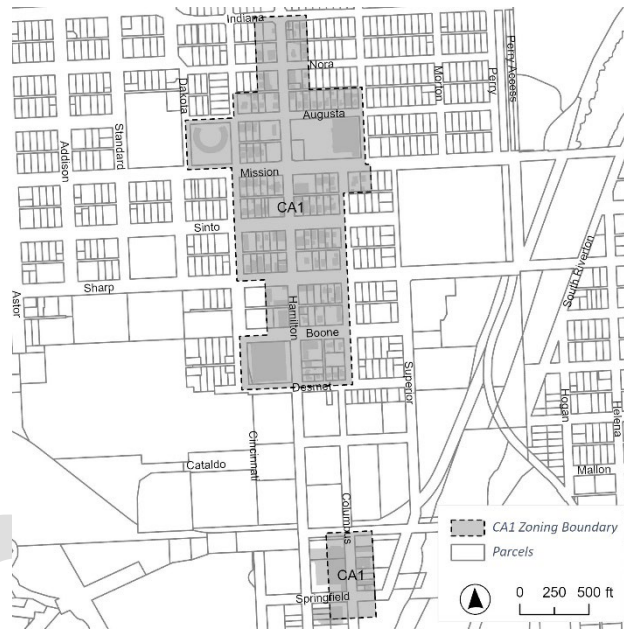 Indiana
Nora
Perry Access
Perry
Morton
Dakota
Augusta
Standard
Addison
Mission
CA1
Sinto
South Riverton
Sharp
Astor
Hamilton
Boone
Superior
Desmet
Hogan
Helena
Cincinnati
Cataldo
Mallon
Columbus
CA1
Springfield
CA1 Zoning Boundary
Parcels
0 250 500 ft